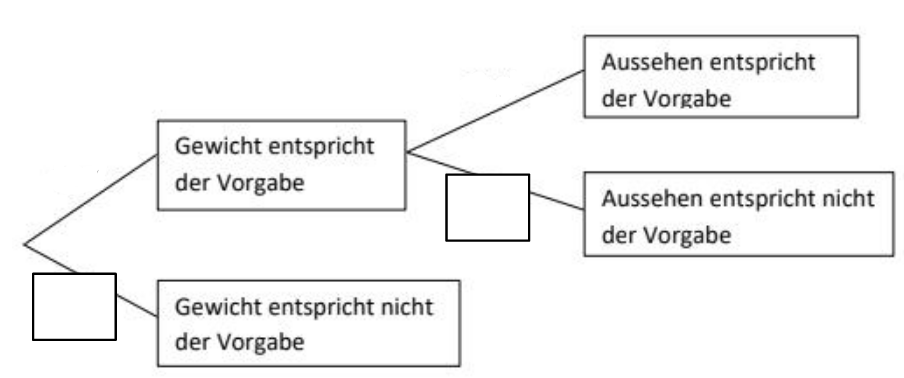 Aussehen entspricht
der Vorgabe
Gewicht entspricht
der Vorgabe
Aussehen entspricht nicht
der Vorgabe
Gewicht entspricht nicht
der Vorgabe